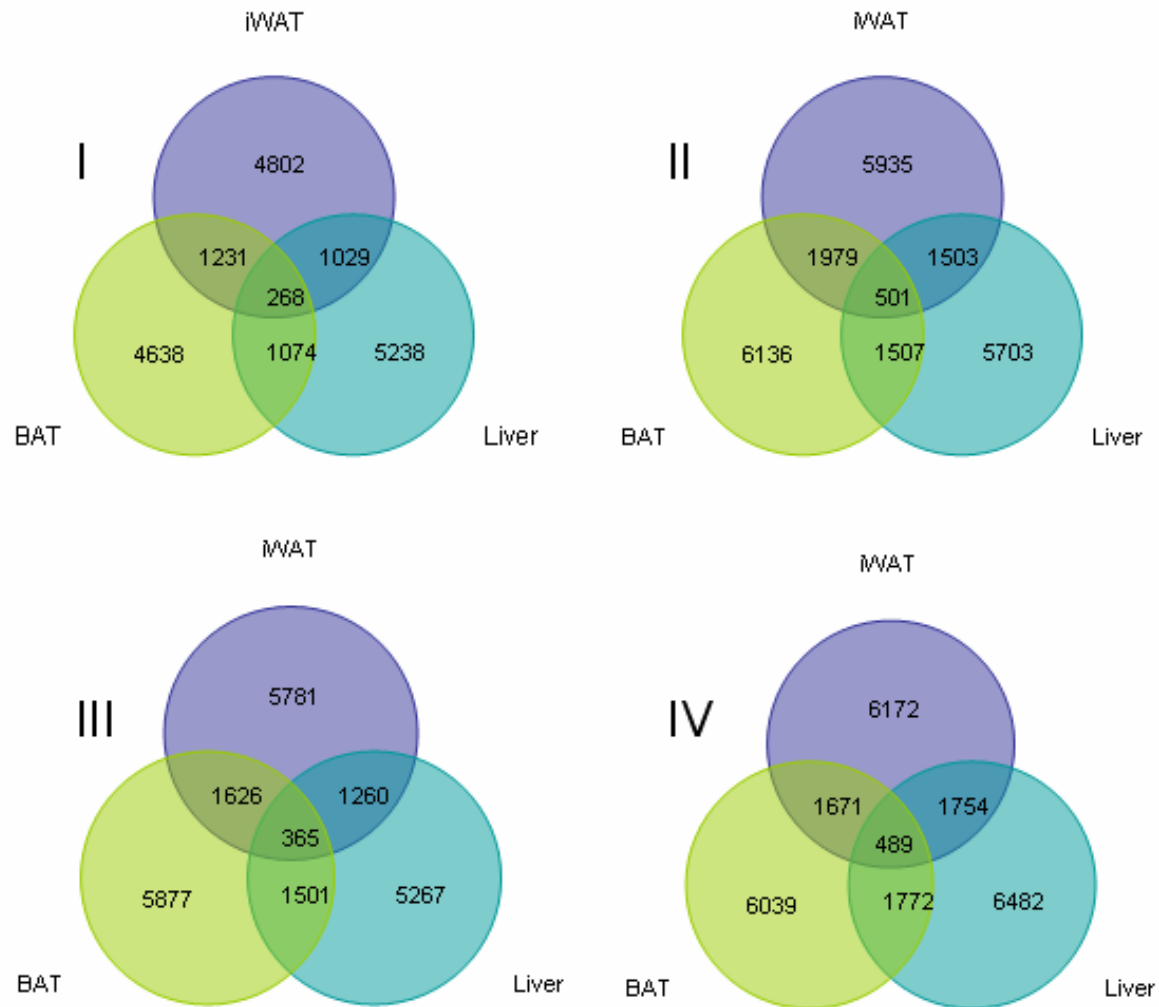 iWAT
iWAT
I
4802
II
5935
1231
1029
1979
1503
268
501
4638
1074
5238
6136
1507
5703
BAT
Liver
BAT
Liver
iWAT
iWAT
III
5781
IV
6172
1626
1260
1671
1754
365
489
5877
1501
5267
6039
1772
6482
BAT
Liver
BAT
Liver